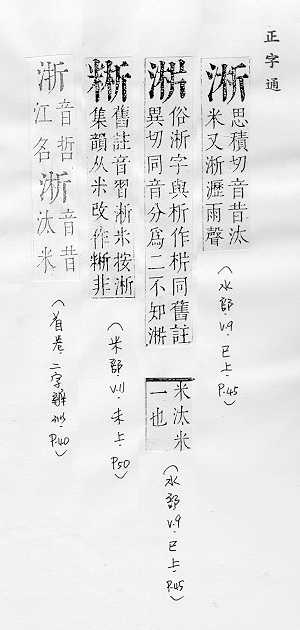 正字通
淅 思積切音昔汰
米又淅瀝雨聲
(水部.V.9.巳上.P.45)
俗淅字與析作㭊同舊註
異切同音分爲二不知
米汰米
一也
(水部.V.9.巳上.P.45)
舊註音習淅米按淅
集韻从米改作非
(米部.V.11.未上.P.50)
浙 音哲
江名
淅 音昔
汰米
(首卷.二字辨似.P.40)